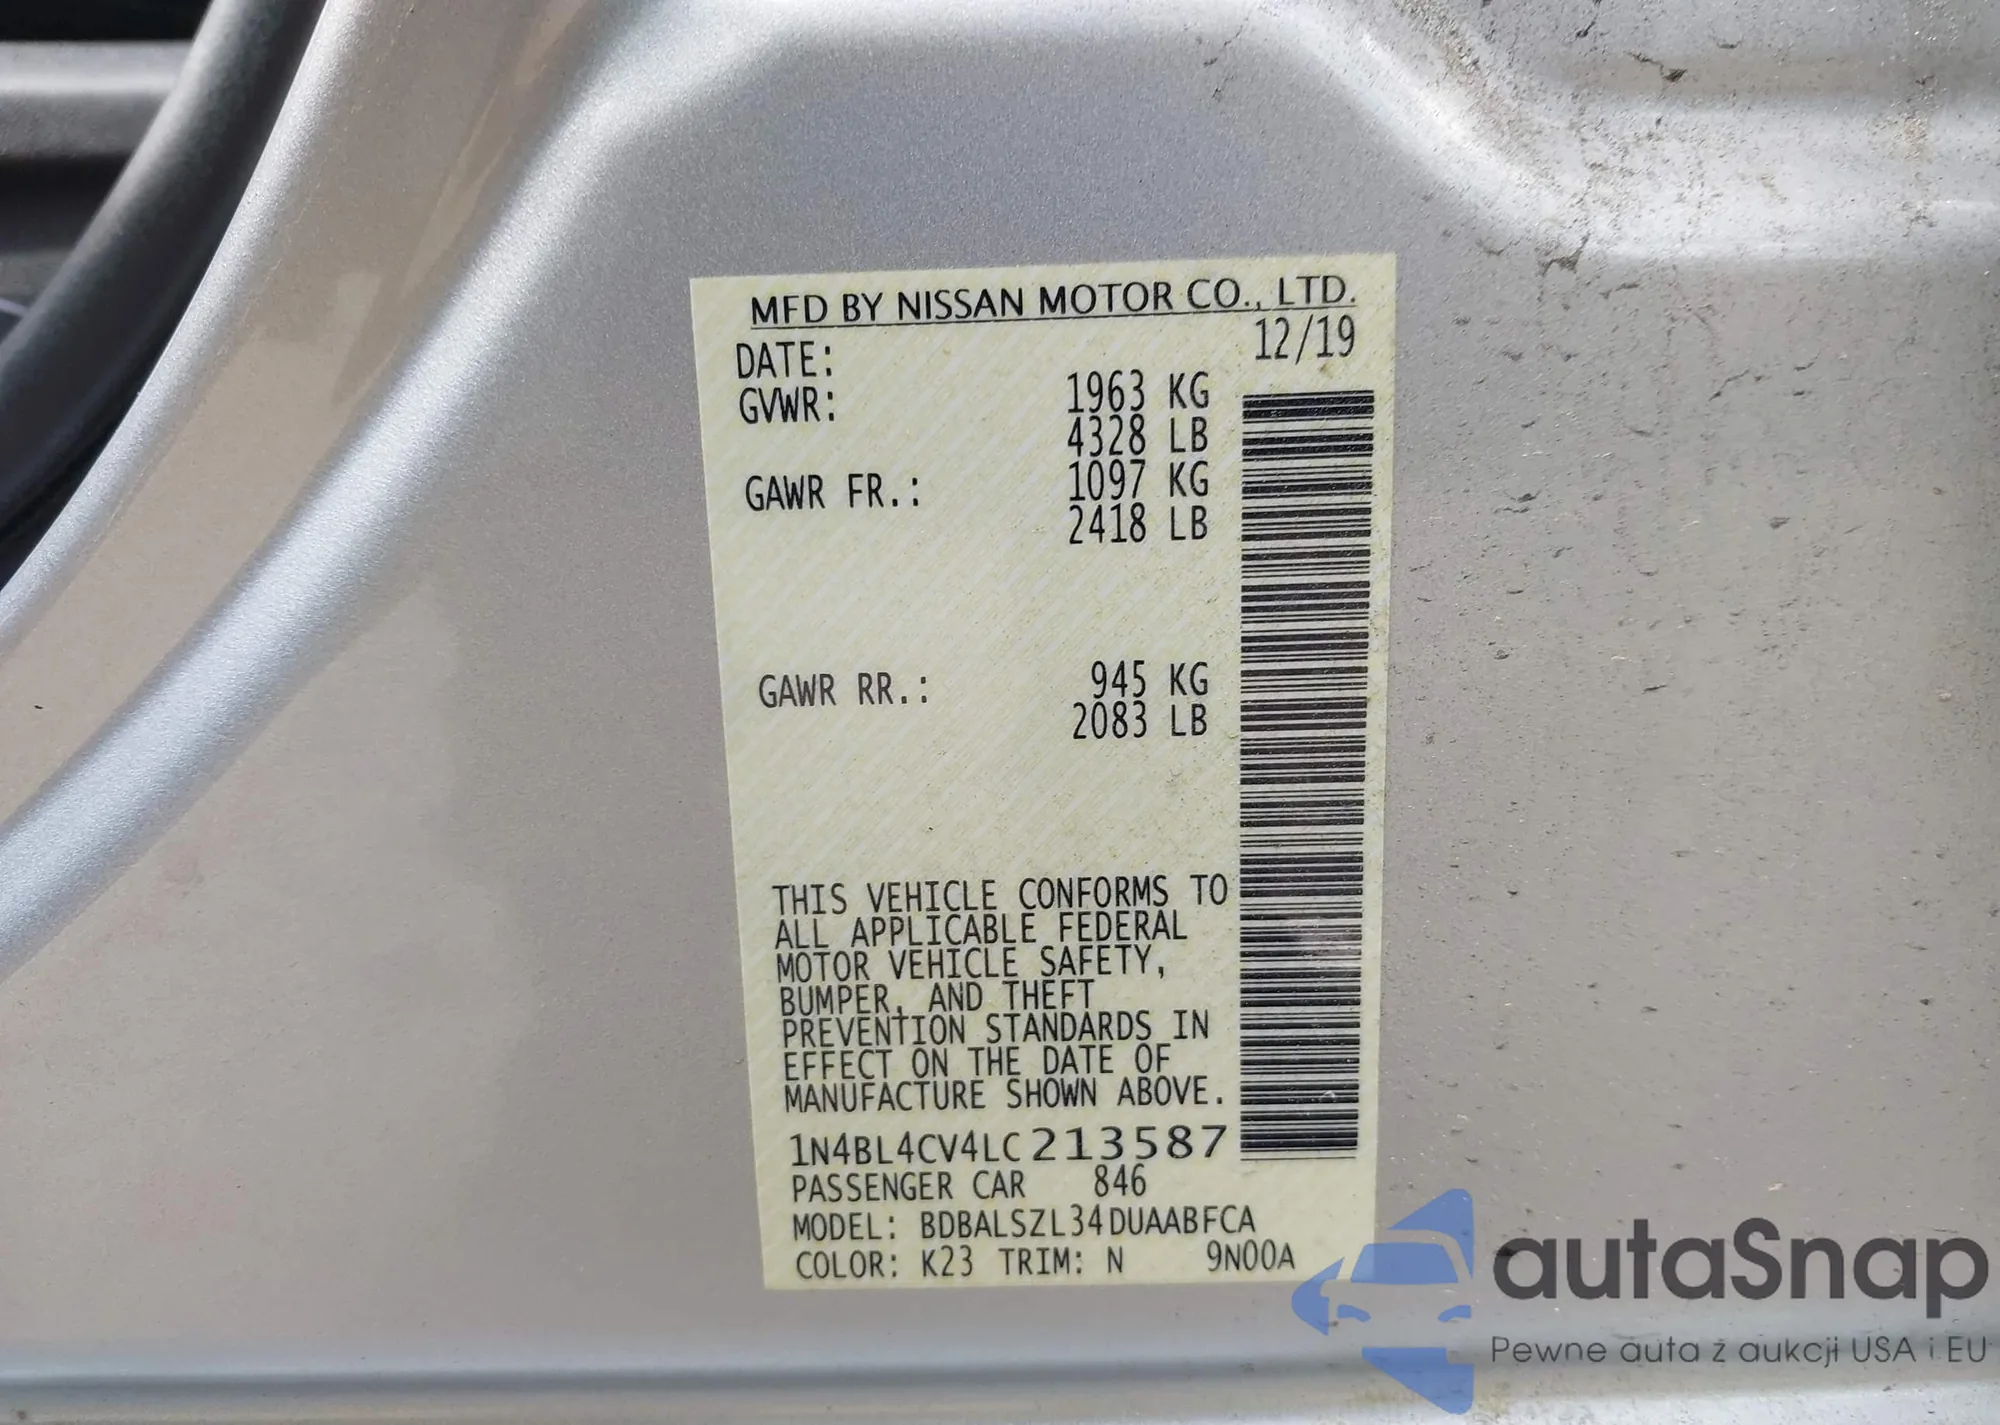 MFD BY NISSAN MOTOR CO., LTD.
DATE: 12/19
GVWR: 1963 KG
4328 LB
GAWR FR.: 1097 KG
2418 LB
GAWR RR.: 945 KG
2083 LB
THIS VEHICLE CONFORMS TO
ALL APPLICABLE FEDERAL
MOTOR VEHICLE SAFETY,
BUMPER, AND THEFT
PREVENTION STANDARDS IN
EFFECT ON THE DATE OF
MANUFACTURE SHOWN ABOVE.
1N4BL4CV4LC213587
PASSENGER CAR 846
MODEL: BDBALSZL34DUAABFCA
COLOR: K23 TRIM: N 9N00A
autaSnap
Pewne auta z aukcji USA i EU